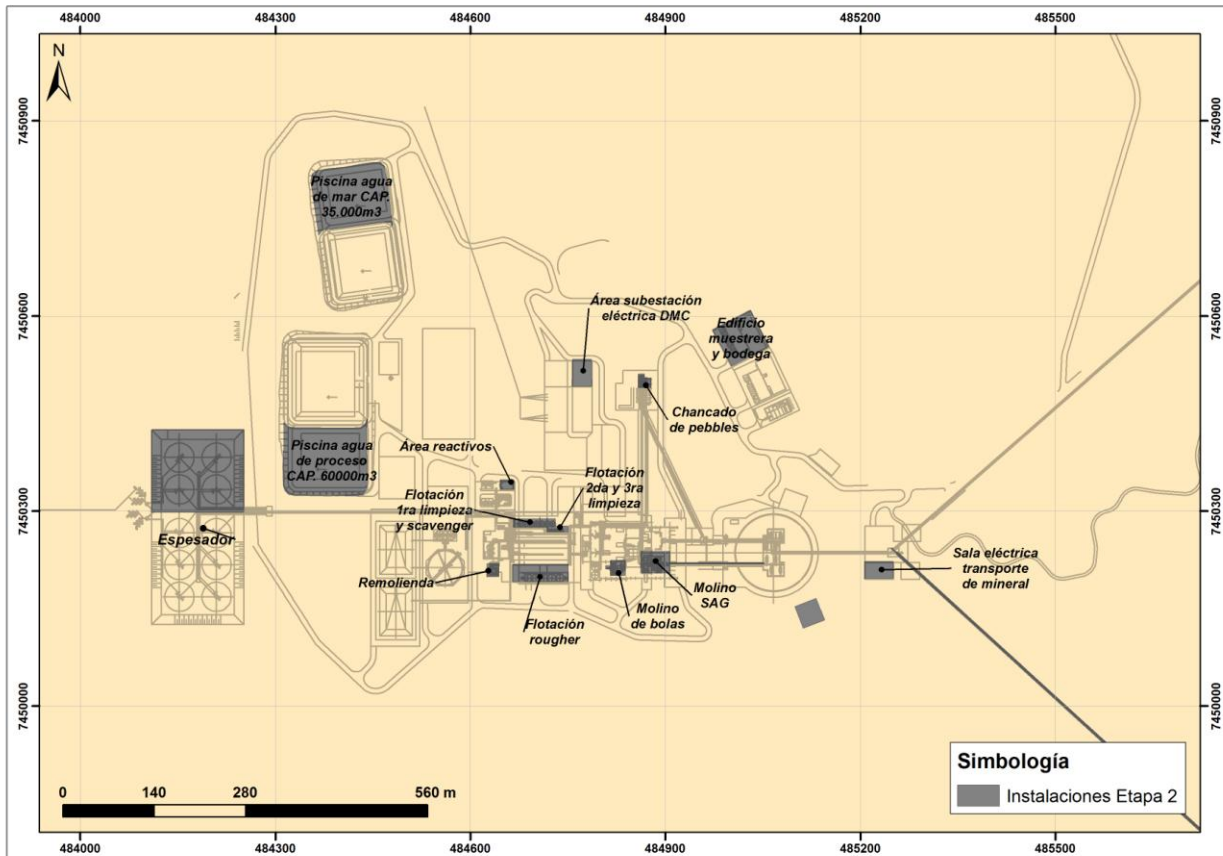 484000 484300 484600 484900 485200 485500
N
7450900
7450900
Piscina agua
de mar CAP.
35.000m3
7450600
7450600
Área subestación
eléctrica DMC
Edificio
muestrera
y bodega
Chancado
de pebbles
Piscina agua
de proceso
CAP. 60000m3
Área reactivos
Flotación
2da y 3ra
limpieza
Flotación
1ra limpieza
y scavenger
7450300
7450300
Espesador
Remolienda
Flotación
rougher
Molino
de bolas
Molino
SAG
Sala eléctrica
transporte
de mineral
7450000
7450000
Simbología
Instalaciones Etapa 2
0 140 280 560 m
484000 484300 484600 484900 485200 485500